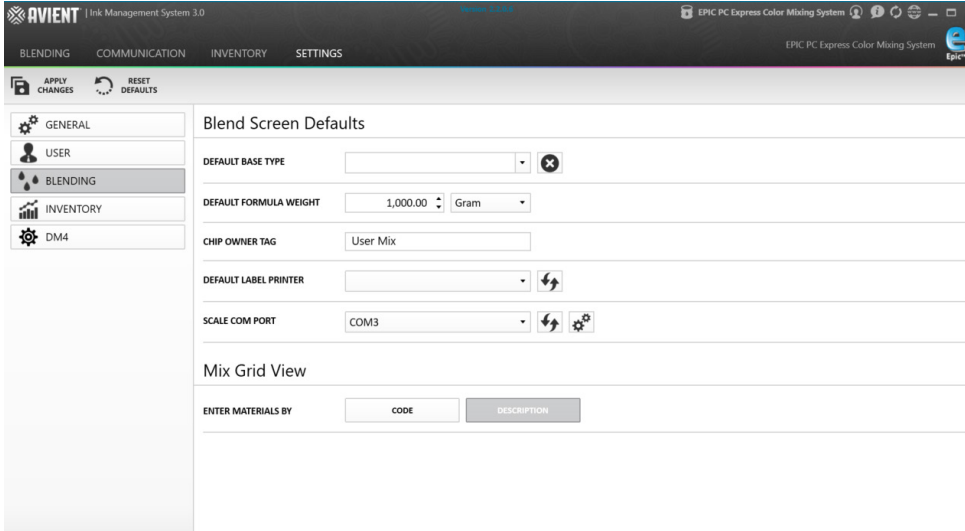 AVIENT | Ink Management System 3.0
EPIC PC Express Color Mixing System
BLENDING COMMUNICATION INVENTORY SETTINGS
EPIC PC Express Color Mixing System
Epic
APPLY CHANGES
RESET DEFAULTS
GENERAL
USER
BLENDING
INVENTORY
DM4
Blend Screen Defaults
DEFAULT BASE TYPE
DEFAULT FORMULA WEIGHT 1,000.00 Gram
CHIP OWNER TAG User Mix
DEFAULT LABEL PRINTER
SCALE COM PORT COM3
Mix Grid View
ENTER MATERIALS BY CODE DESCRIPTION